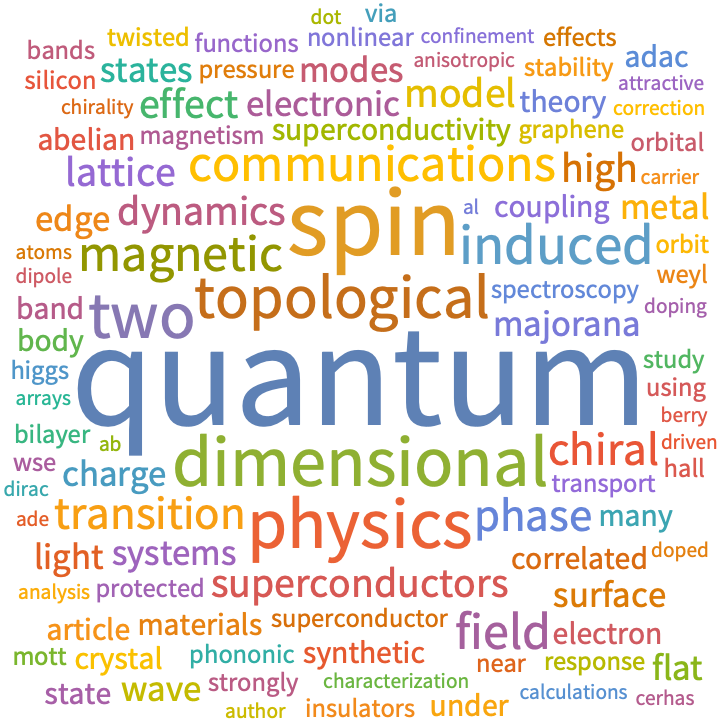 dot via
twisted functions nonlinear confinement effects
bands states pressure modes anisotropic stability adac
silicon attractive
chirality effect electronic model theory correction
abelian magnetism superconductivity graphene orbital
lattice communications high carrier
edge dynamics spin al coupling metal
atoms magnetic induced orbit
dipole topological spectroscopy weyl
band two majorana doping
body quantum study
higgs using
arrays berry
bilayer ab dimensional chiral driven
wse charge transport hall
dirac
ade transition physics phase many
light systems correlated doped
analysis protected superconductors surface
article materials superconductor field electron
mott crystal phononic synthetic near response flat
state wave strongly characterization calculations cerhas
author insulators under